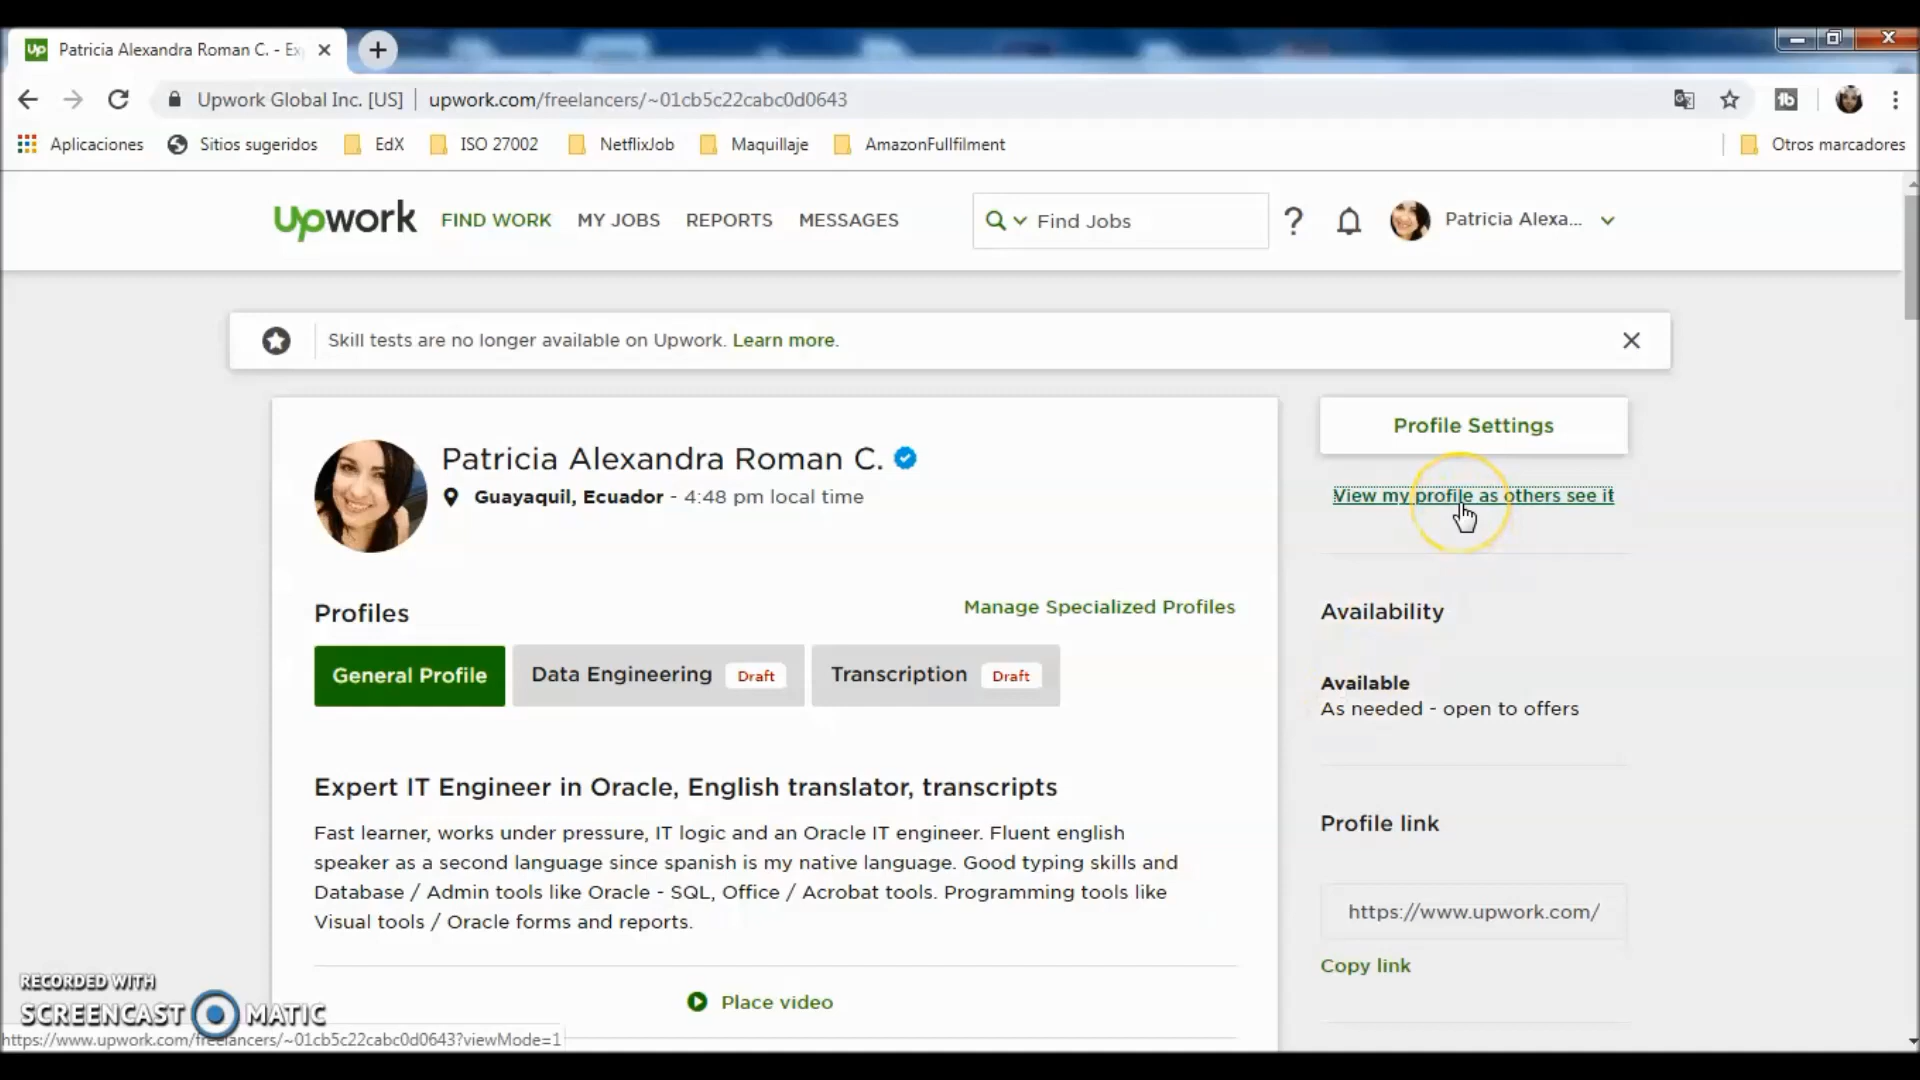 Patricia Alexandra Roman C. - Ex
Upwork Global Inc. [US] upwork.com/freelancers/~01cb5c22cabc0d0643
Aplicaciones Sitios sugeridos EdX ISO 27002 NetflixJob Maquillaje AmazonFullfilment Otros marcadores
upwork FIND WORK MY JOBS REPORTS MESSAGES Find Jobs ? Patricia Alexa...
Skill tests are no longer available on Upwork. Learn more.
Profile Settings
Patricia Alexandra Roman C.
Guayaquil, Ecuador - 4:48 pm local time
View my profile as others see it
Profiles
Manage Specialized Profiles
General Profile Data Engineering Draft Transcription Draft
Availability
Available
As needed - open to offers
Expert IT Engineer in Oracle, English translator, transcripts
Fast learner, works under pressure, IT logic and an Oracle IT engineer. Fluent english
speaker as a second language since spanish is my native language. Good typing skills and
Database / Admin tools like Oracle - SQL, Office / Acrobat tools. Programming tools like
Visual tools / Oracle forms and reports.
Profile link
https://www.upwork.com/
Copy link
Place video
RECORDED WITH
SCREENCAST MATIC
https://www.upwork.com/freelancers/~01cb5c22cabc0d0643?viewMode=1